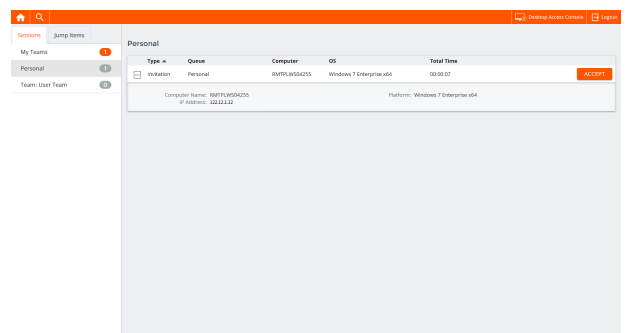 Desktop Access Console Logout
Sessions Jump Items
My Teams 1
Personal 1
Team: User Team 0
Personal
Type Queue Computer OS Total Time
Invitation Personal RMTPLWS04255 Windows 7 Enterprise x64 00:00:07 ACCEPT
Computer Name: RMTPLWS04255 Platform: Windows 7 Enterprise x64
IP Address: 122.12.1.12